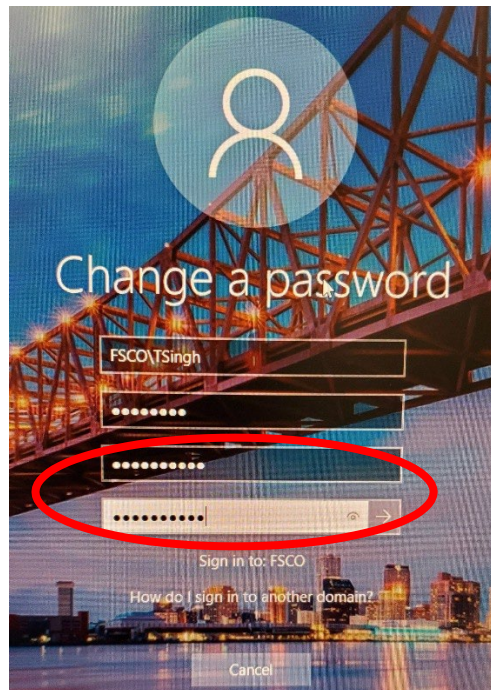 Change a password
FSCO\TSingh
••••••••
••••••••••
••••••••••
Sign in to: FSCO
How do I sign in to another domain?
Cancel